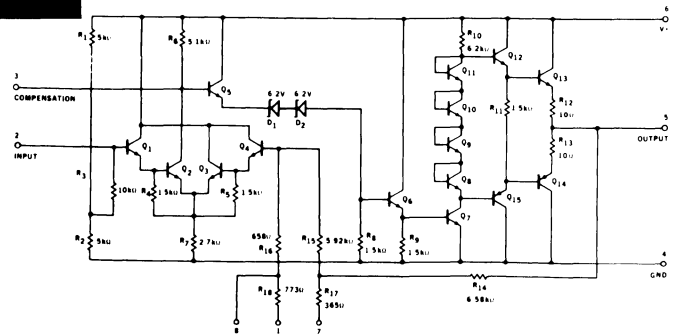 6
V+
R1 5kΩ
R6 5.1kΩ
R10
6.2kΩ
Q12
Q11
Q13
3
COMPENSATION
Q5
6.2V 6.2V
D1 D2
Q10
R11 1.5kΩ
R12
10Ω
5
OUTPUT
2
INPUT
Q1
Q2
Q3
Q4
Q9
R13
10Ω
R3
10kΩ
R4 1.5kΩ
R5 1.5kΩ
Q8
Q14
Q6
Q7
Q15
R2 5kΩ
R7 2.7kΩ
658Ω
R16
R15 5.92kΩ
R8
1.5kΩ
R9
1.5kΩ
4
GND
R14
6.58kΩ
R18 773Ω
R17
365Ω
8 1 7